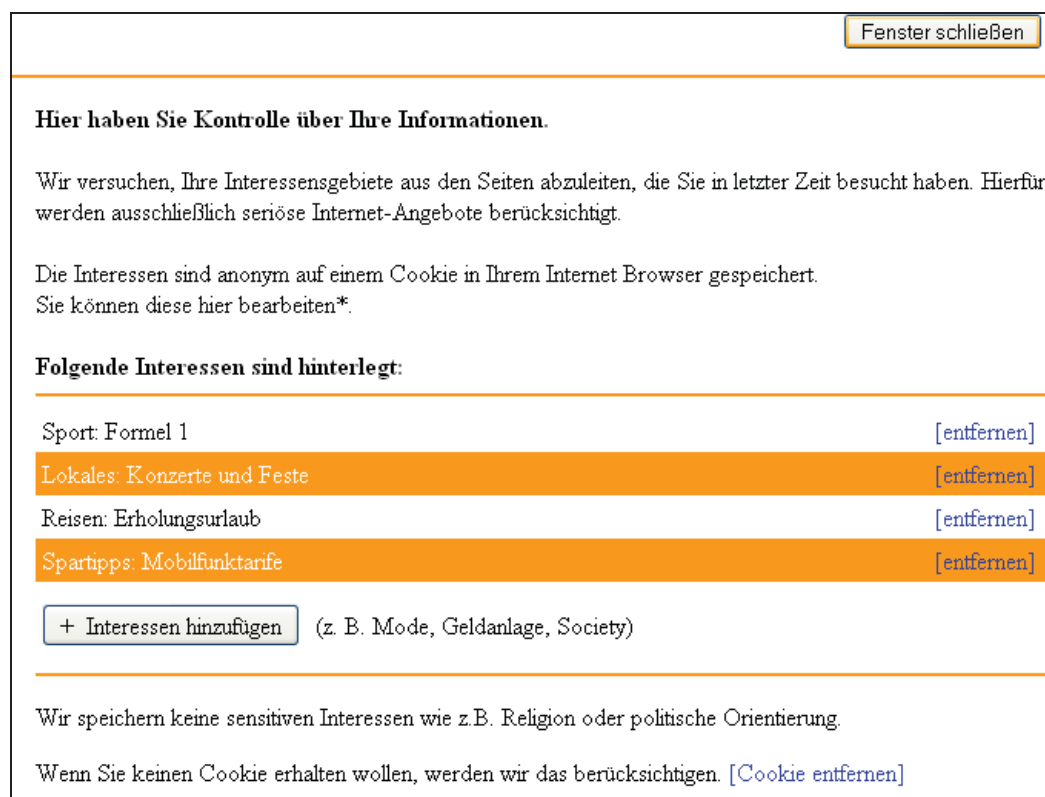 Fenster schließen
Hier haben Sie Kontrolle über Ihre Informationen.
Wir versuchen, Ihre Interessensgebiete aus den Seiten abzuleiten, die Sie in letzter Zeit besucht haben. Hierfür
werden ausschließlich seriöse Internet-Angebote berücksichtigt.
Die Interessen sind anonym auf einem Cookie in Ihrem Internet Browser gespeichert.
Sie können diese hier bearbeiten*.
Folgende Interessen sind hinterlegt:
Sport: Formel 1 [entfernen]
Lokales: Konzerte und Feste [entfernen]
Reisen: Erholungsurlaub [entfernen]
Spartipps: Mobilfunktarife [entfernen]
+ Interessen hinzufügen (z. B. Mode, Geldanlage, Society)
Wir speichern keine sensitiven Interessen wie z.B. Religion oder politische Orientierung.
Wenn Sie keinen Cookie erhalten wollen, werden wir das berücksichtigen. [Cookie entfernen]